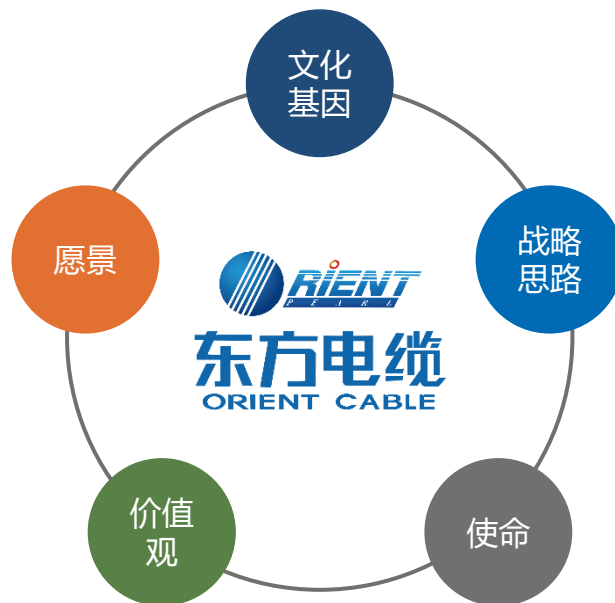 文化
基因
战略
思路
愿景
ORIENT
PEARL
东方电缆
ORIENT CABLE
价值
观
使命